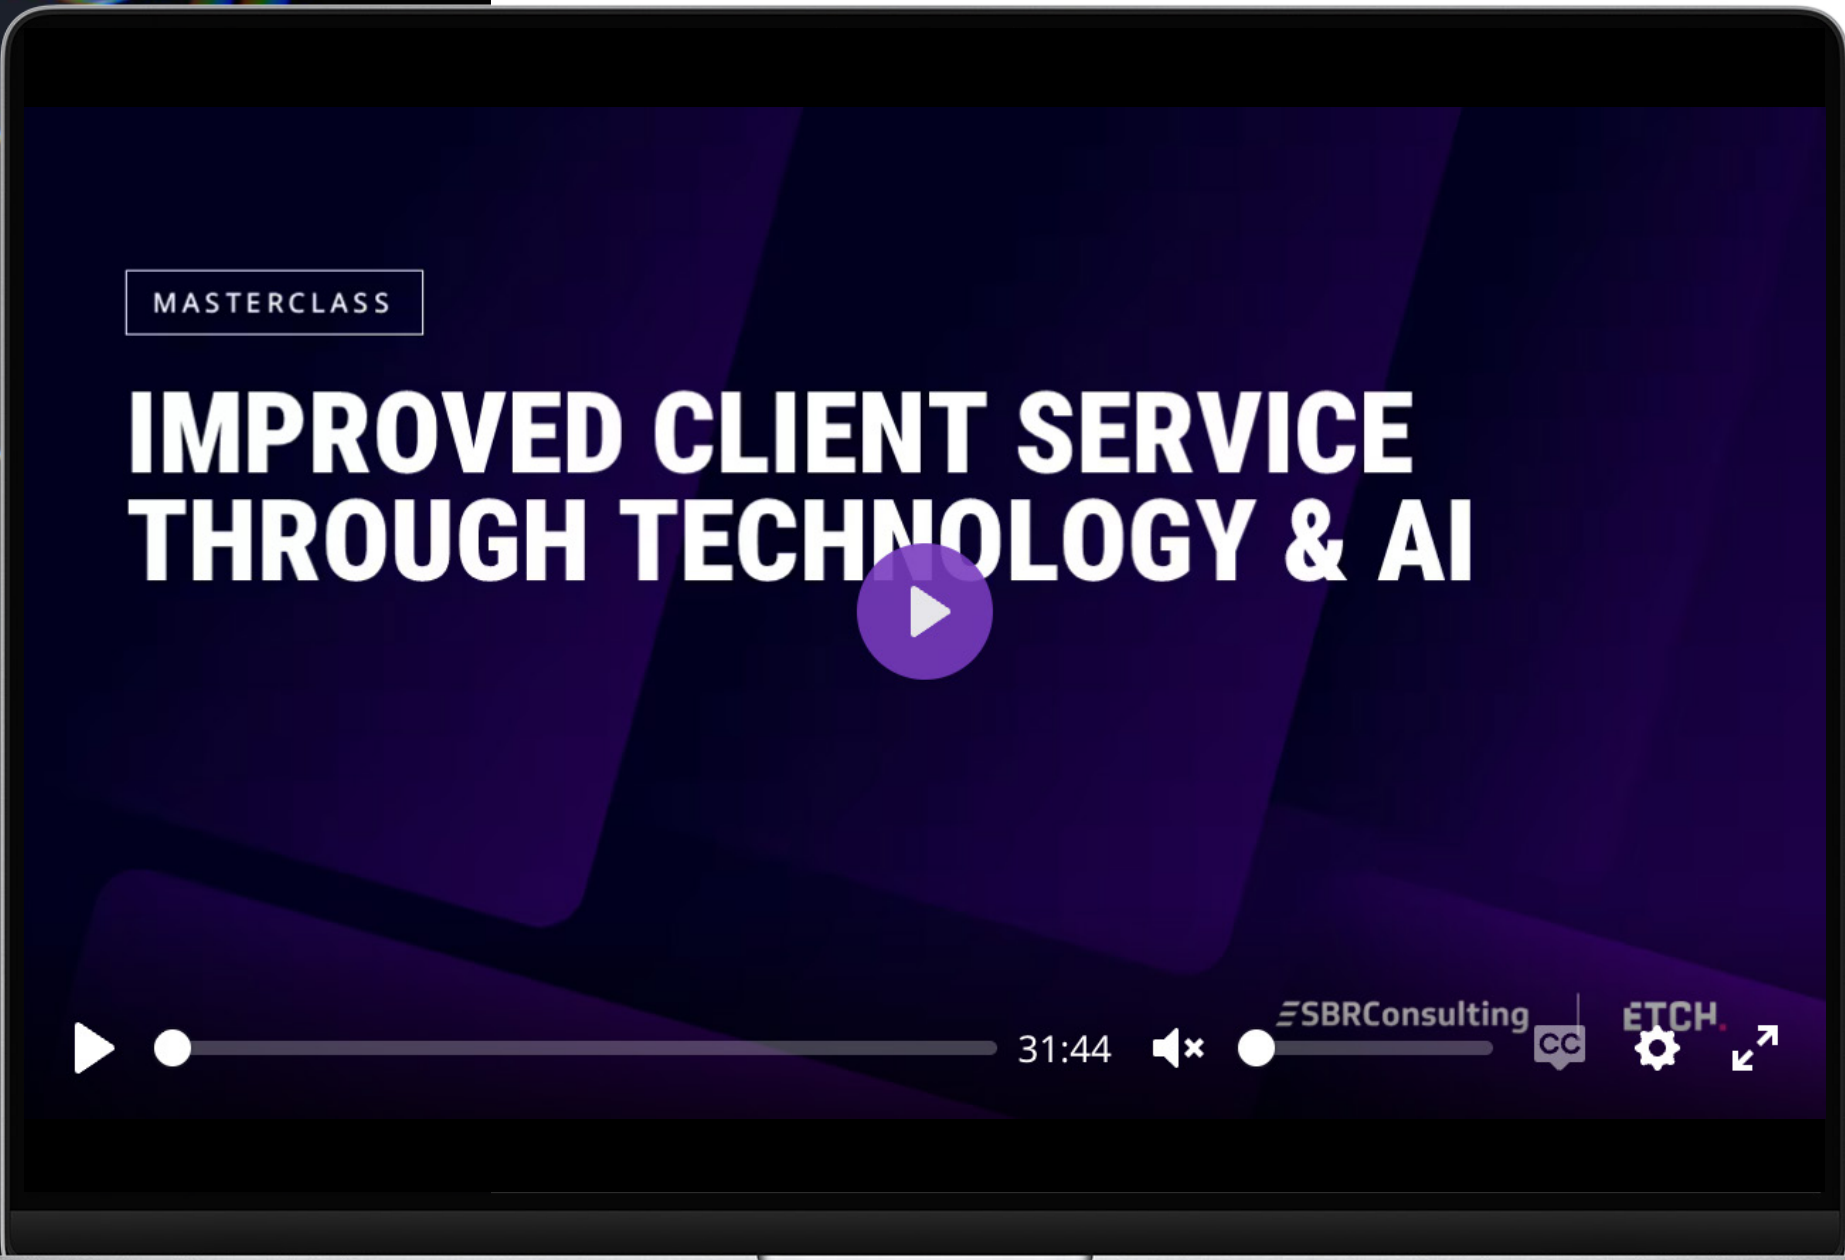 MASTERCLASS
IMPROVED CLIENT SERVICE
THROUGH TECHNOLOGY & AI
SBRConsulting
ETCH.
31:44
CC